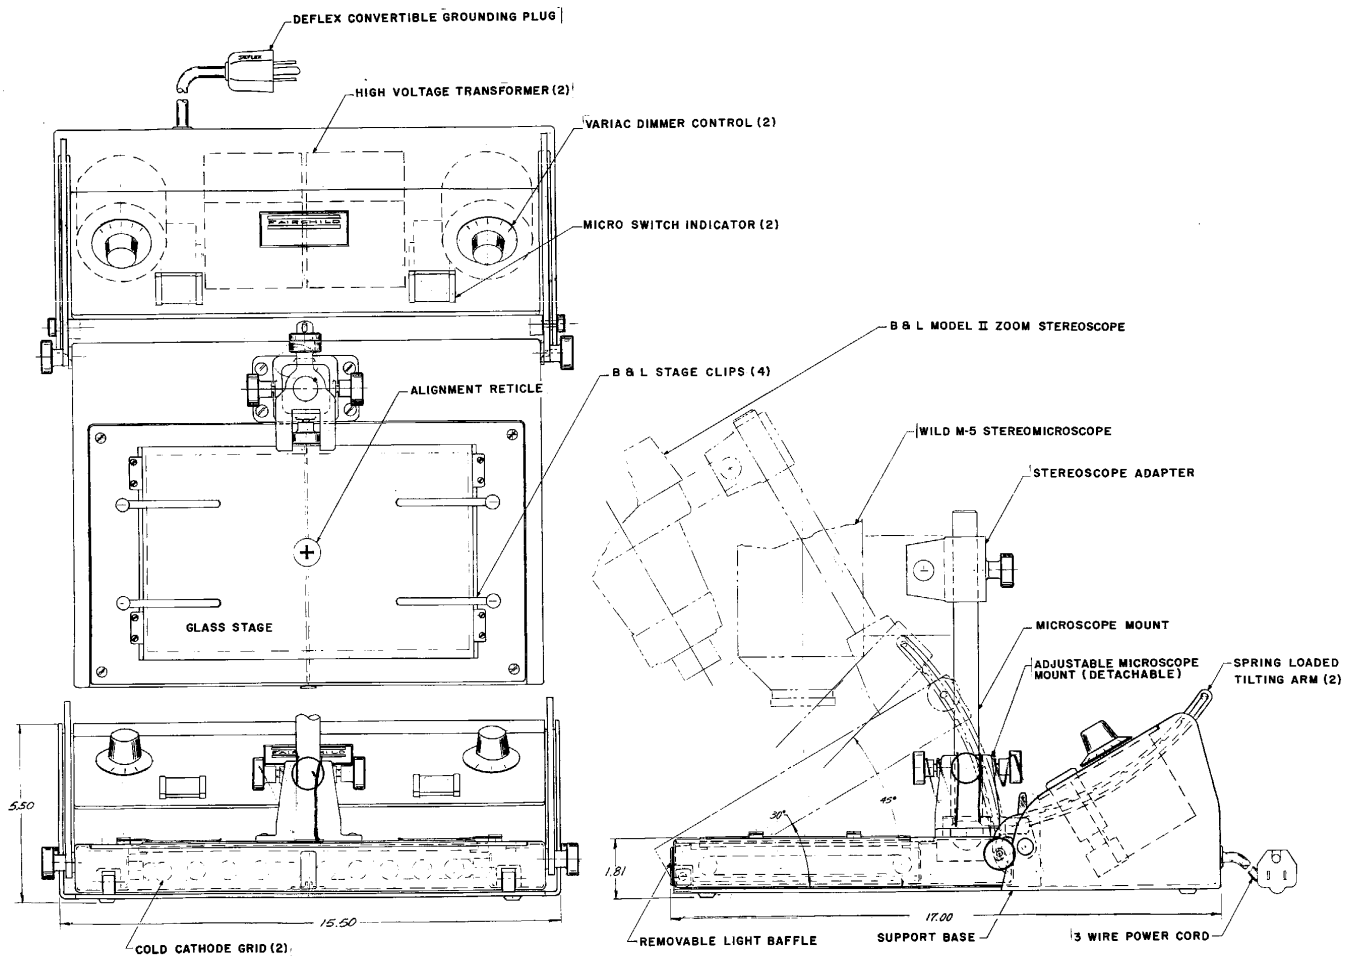 DEFLEX CONVERTIBLE GROUNDING PLUG
HIGH VOLTAGE TRANSFORMER (2)
VARIAC DIMMER CONTROL (2)
FAIRCHILD
MICRO SWITCH INDICATOR (2)
B & L MODEL II ZOOM STEREOSCOPE
B & L STAGE CLIPS (4)
ALIGNMENT RETICLE
WILD M-5 STEREOMICROSCOPE
STEREOSCOPE ADAPTER
GLASS STAGE
MICROSCOPE MOUNT
ADJUSTABLE MICROSCOPE
MOUNT (DETACHABLE)
SPRING LOADED
TILTING ARM (2)
FAIRCHILD
5.50
45°
30°
1.81
15.50
17.00
COLD CATHODE GRID (2)
REMOVABLE LIGHT BAFFLE
SUPPORT BASE
3 WIRE POWER CORD